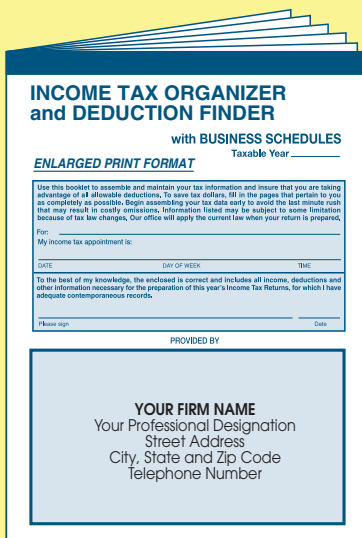 INCOME TAX ORGANIZER
and DEDUCTION FINDER
with BUSINESS SCHEDULES
Taxable Year
ENLARGED PRINT FORMAT
Use this booklet to assemble and maintain your tax information and insure that you are taking
advantage of all allowable deductions. To save tax dollars, fill in the pages that pertain to you
as completely as possible. Begin assembling your tax data early to avoid the last minute rush
that may result in costly omissions. Information listed may be subject to some limitation
because of tax law changes. Our office will apply the current law when your return is prepared.
For:
My income tax appointment is:
DATE DAY OF WEEK TIME
To the best of my knowledge, the enclosed is correct and includes all income, deductions and
other information necessary for the preparation of this year's Income Tax Returns, for which I have
adequate contemporaneous records.
Please sign Date
PROVIDED BY
YOUR FIRM NAME
Your Professional Designation
Street Address
City, State and Zip Code
Telephone Number